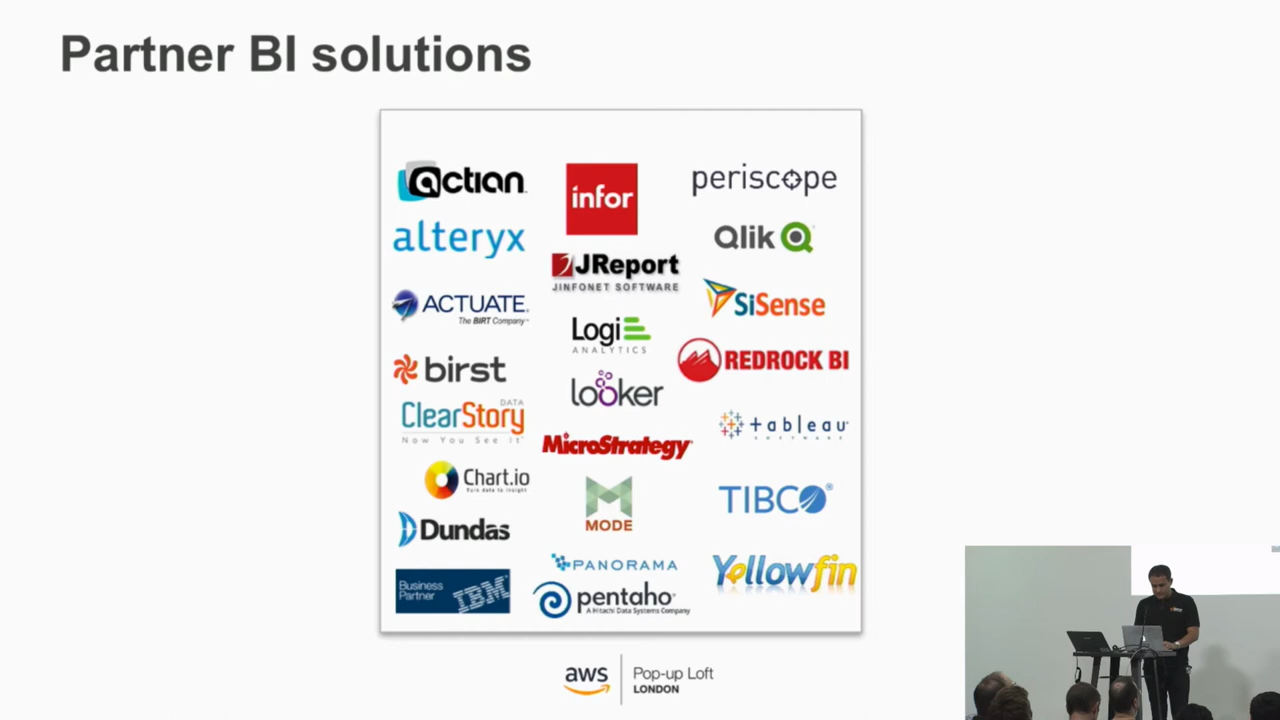 Partner BI solutions
actian
alteryx
ACTUATE
The BIRT Company™
birst
ClearStory
DATA
Now You See It
Chart.io
Turn data to insight
Dundas
Business
Partner
IBM
infor
JReport
JINFONET SOFTWARE
Logi
ANALYTICS
looker
MicroStrategy
MODE
PANORAMA
pentaho
A Hitachi Data Systems Company
periscope
Qlik
SiSense
REDROCK BI
tableau
SOFTWARE
TIBCO
Yellowfin
aws
Pop-up Loft
LONDON